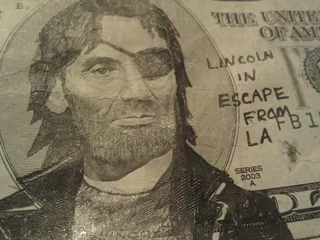 THE UNITE
OF AM
LINCOLN
IN
ESCAPE
FROM
LA
FB1
SERIES
2003
A